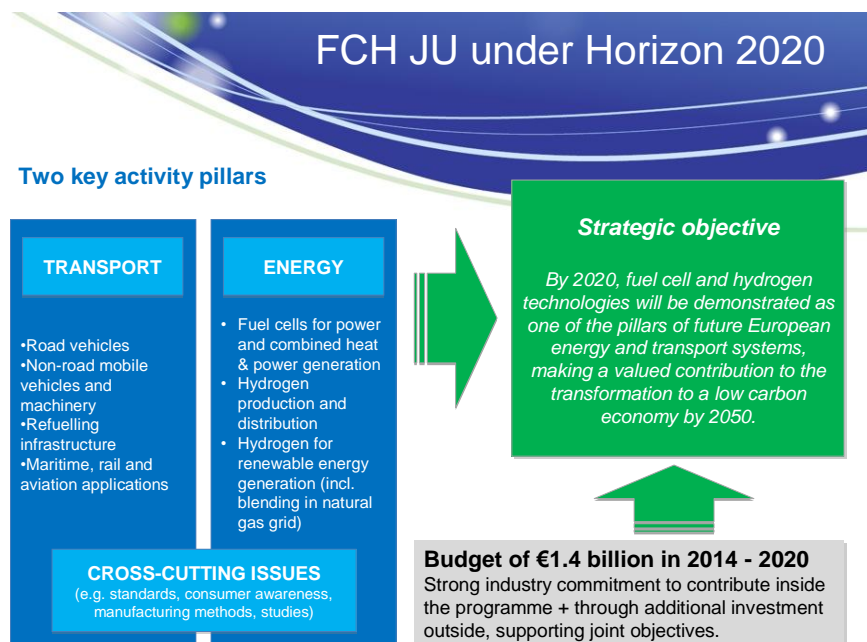 FCH JU under Horizon 2020
Two key activity pillars
TRANSPORT
•Road vehicles
•Non-road mobile
vehicles and
machinery
•Refuelling
infrastructure
•Maritime, rail and
aviation applications
ENERGY
• Fuel cells for power
and combined heat
& power generation
• Hydrogen
production and
distribution
• Hydrogen for
renewable energy
generation (incl.
blending in natural
gas grid)
CROSS-CUTTING ISSUES
(e.g. standards, consumer awareness,
manufacturing methods, studies)
Strategic objective
By 2020, fuel cell and hydrogen
technologies will be demonstrated as
one of the pillars of future European
energy and transport systems,
making a valued contribution to the
transformation to a low carbon
economy by 2050.
Budget of €1.4 billion in 2014 - 2020
Strong industry commitment to contribute inside
the programme + through additional investment
outside, supporting joint objectives.